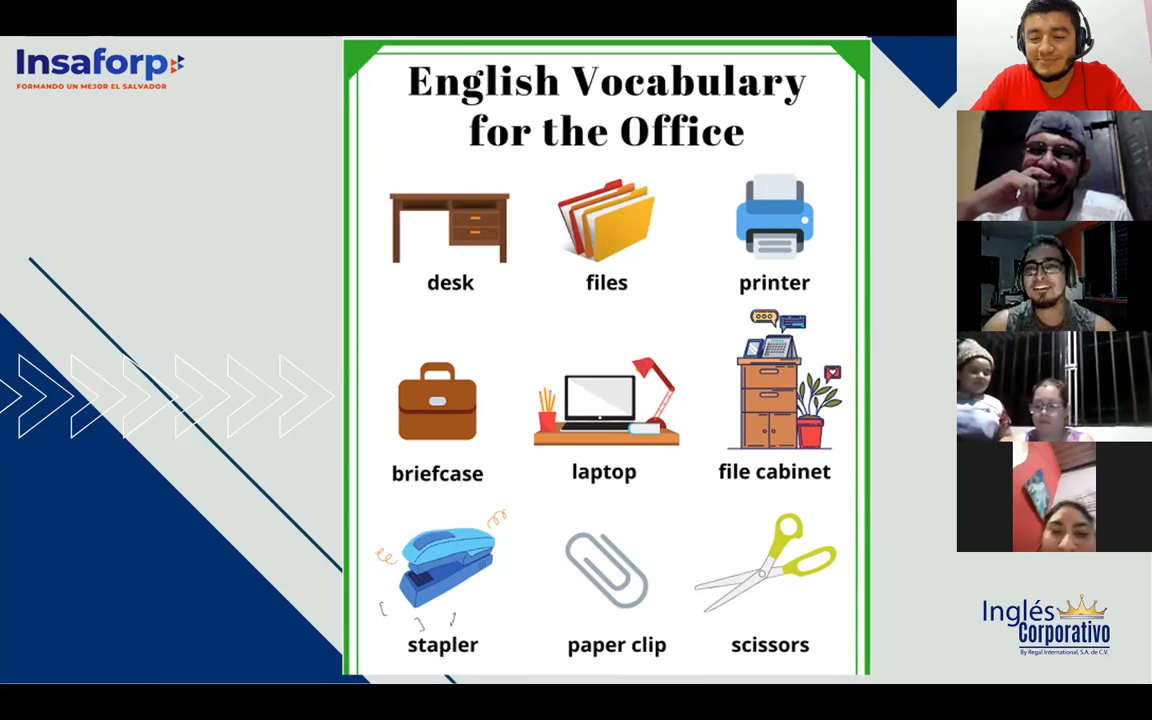 Insaforp
FORMANDO UN MEJOR EL SALVADOR
English Vocabulary
for the Office
desk
files
printer
briefcase
laptop
file cabinet
stapler
paper clip
scissors
Inglés
Corporativo
By Regal International, S.A. de C.V.